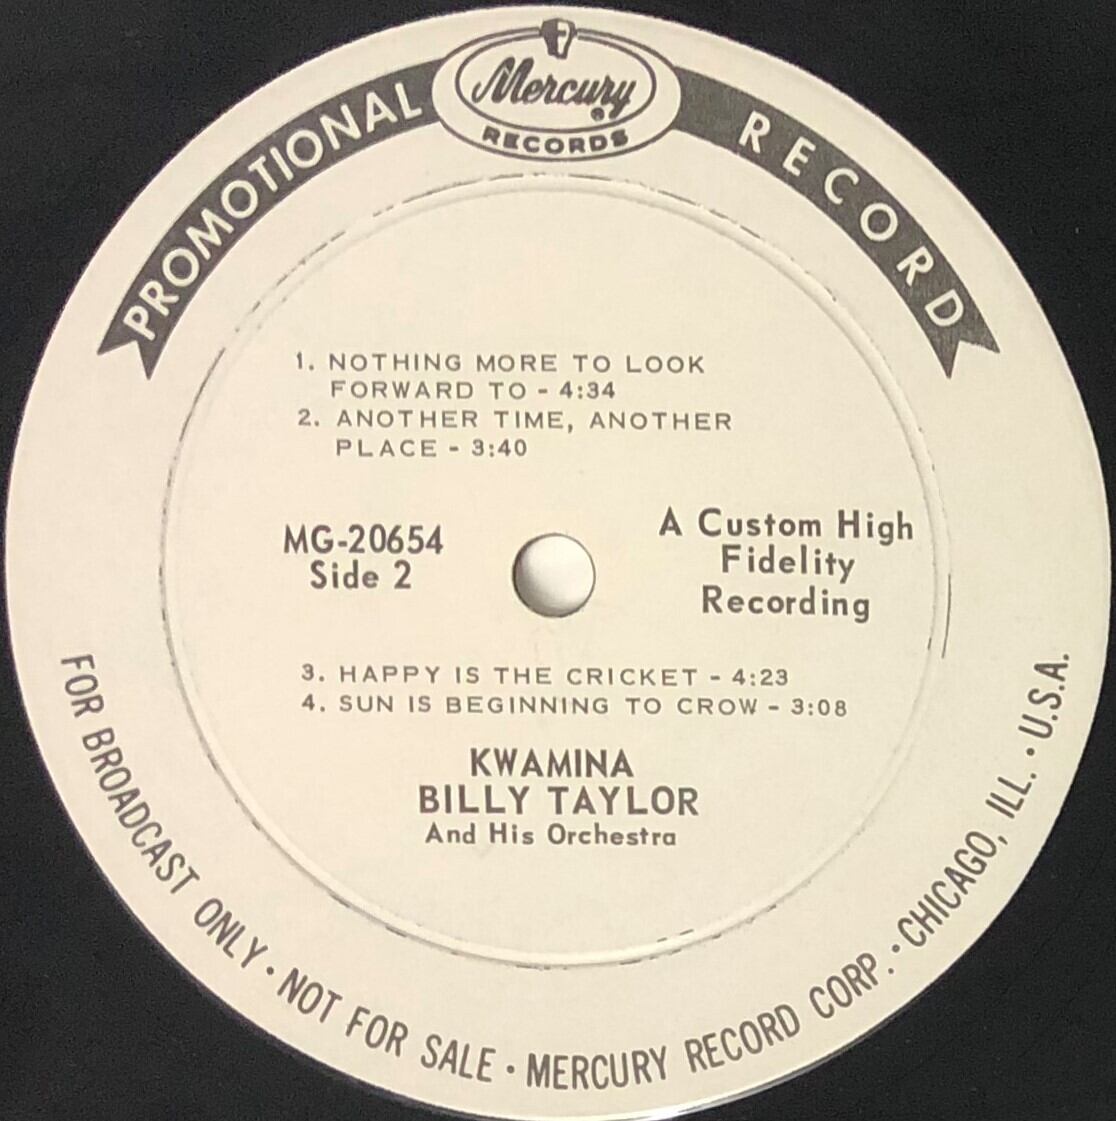 PROMOTIONAL RECORD
Mercury®
RECORDS
1. NOTHING MORE TO LOOK
FORWARD TO - 4:34
2. ANOTHER TIME, ANOTHER
PLACE - 3:40
MG-20654
Side 2
A Custom High
Fidelity
Recording
3. HAPPY IS THE CRICKET - 4:23
4. SUN IS BEGINNING TO CROW - 3:08
KWAMINA
BILLY TAYLOR
And His Orchestra
FOR BROADCAST ONLY · NOT FOR SALE · MERCURY RECORD CORP. · CHICAGO, ILL. · U.S.A.